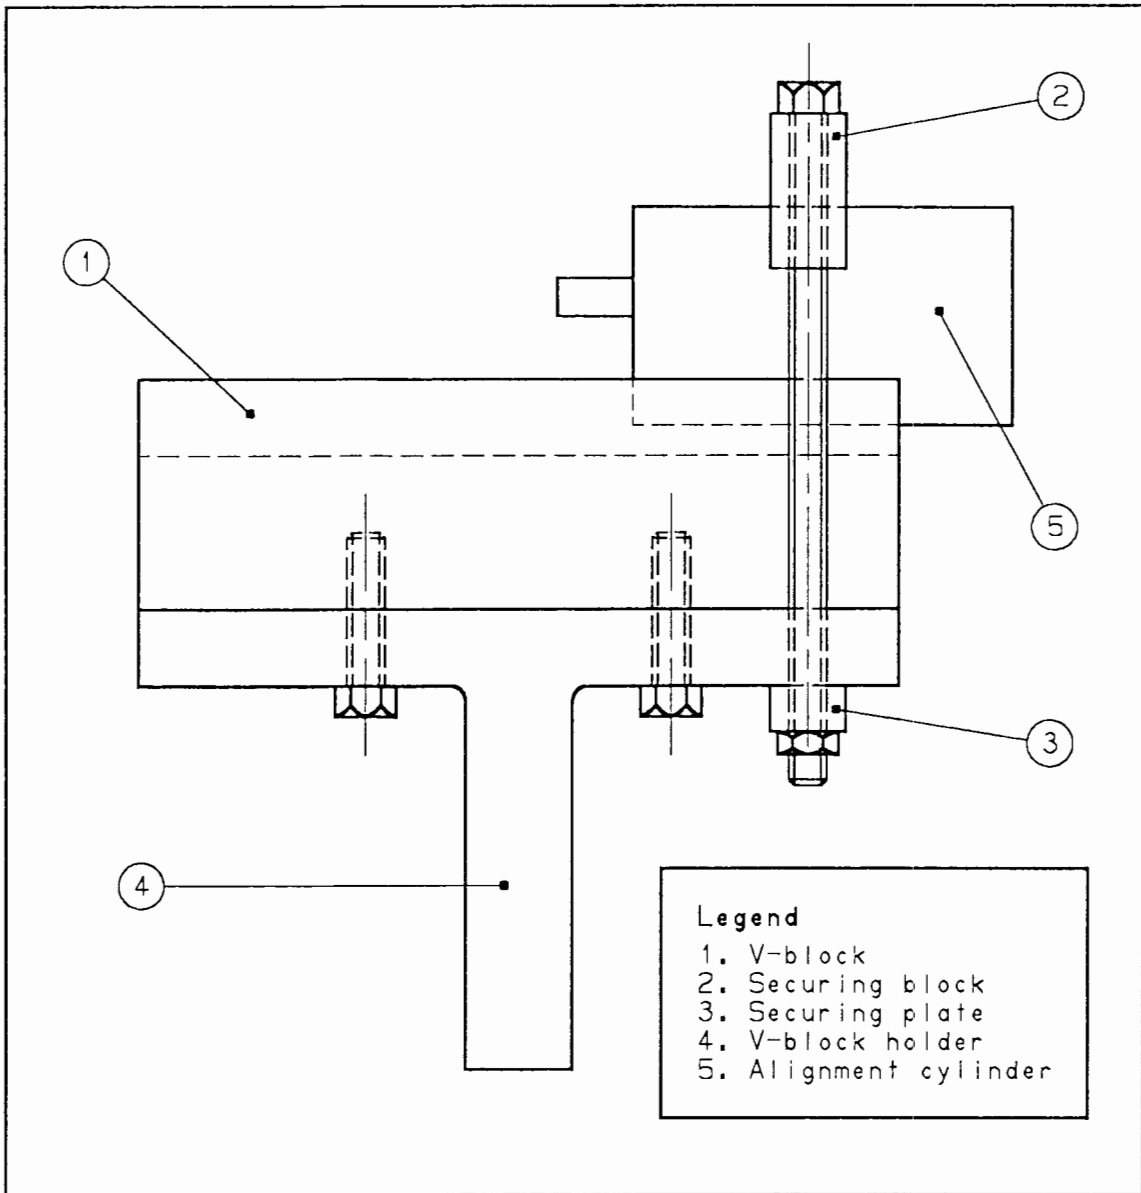 2
1
5
3
4
Legend
1. V-block
2. Securing block
3. Securing plate
4. V-block holder
5. Alignment cylinder